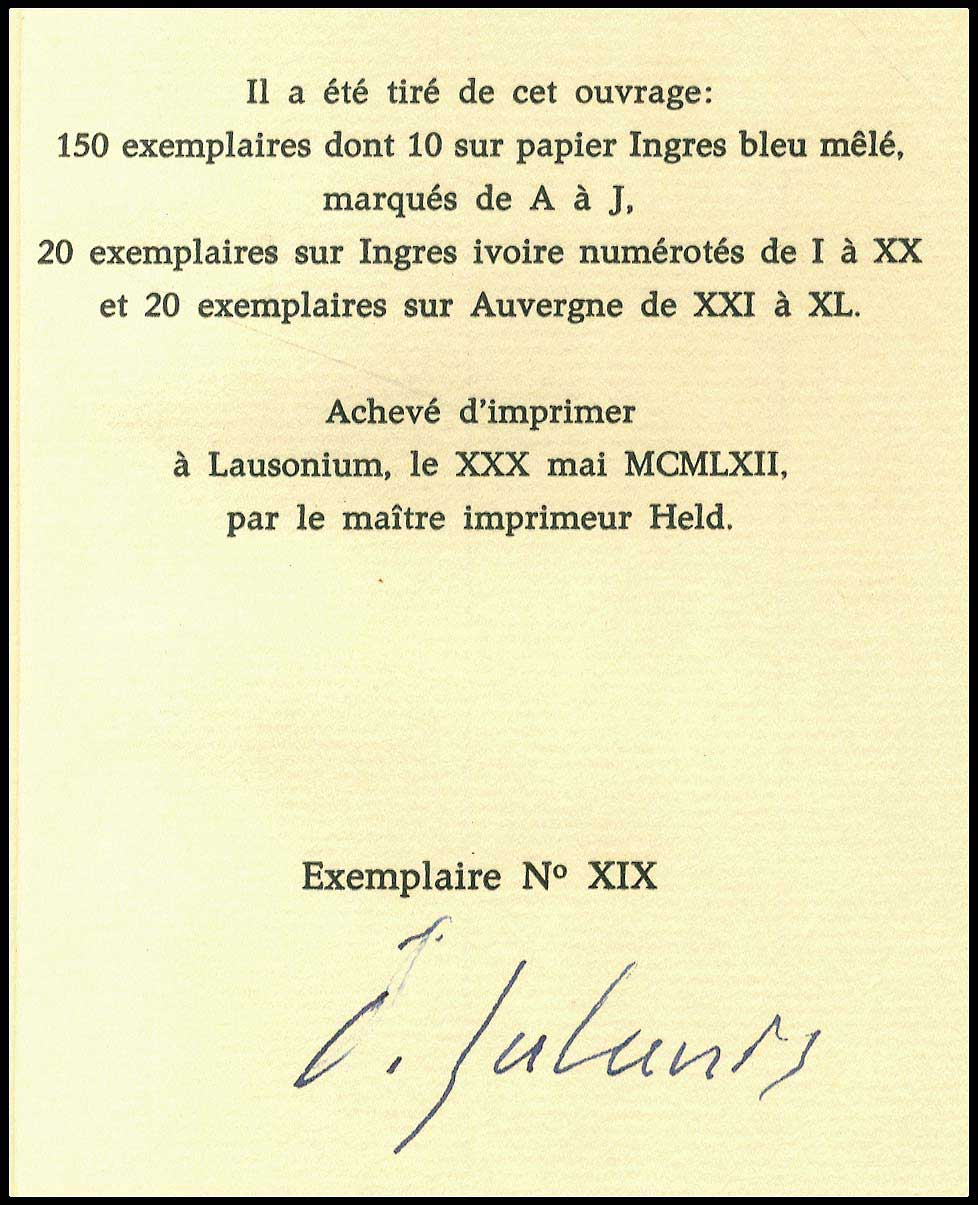 Il a été tiré de cet ouvrage:
150 exemplaires dont 10 sur papier Ingres bleu mêlé,
marqués de A à J,
20 exemplaires sur Ingres ivoire numérotés de I à XX
et 20 exemplaires sur Auvergne de XXI à XL.
Achevé d'imprimer
à Lausonium, le XXX mai MCMLXII,
par le maître imprimeur Held.
Exemplaire Nº XIX